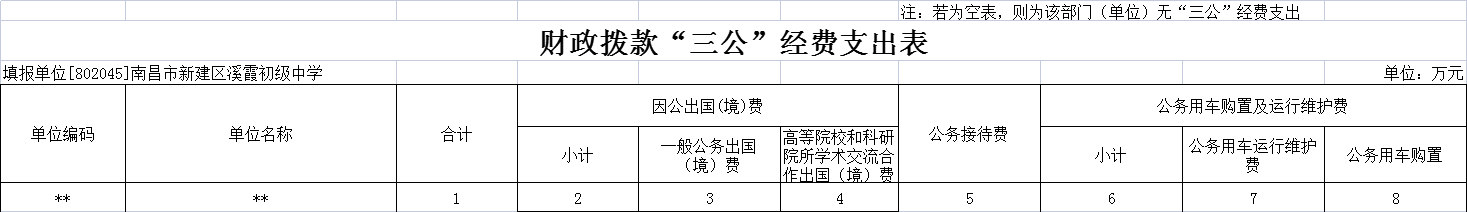 注：若为空表，则为该部门（单位）无“三公”经费支出
财政拨款“三公”经费支出表
填报单位[802045]南昌市新建区溪霞初级中学 单位：万元
单位编码 单位名称 合计 因公出国(境)费 公务接待费 公务用车购置及运行维护费
小计 一般公务出国（境）费 高等院校和科研院所学术交流合作出国（境）费 小计 公务用车运行维护费 公务用车购置
** ** 1 2 3 4 5 6 7 8